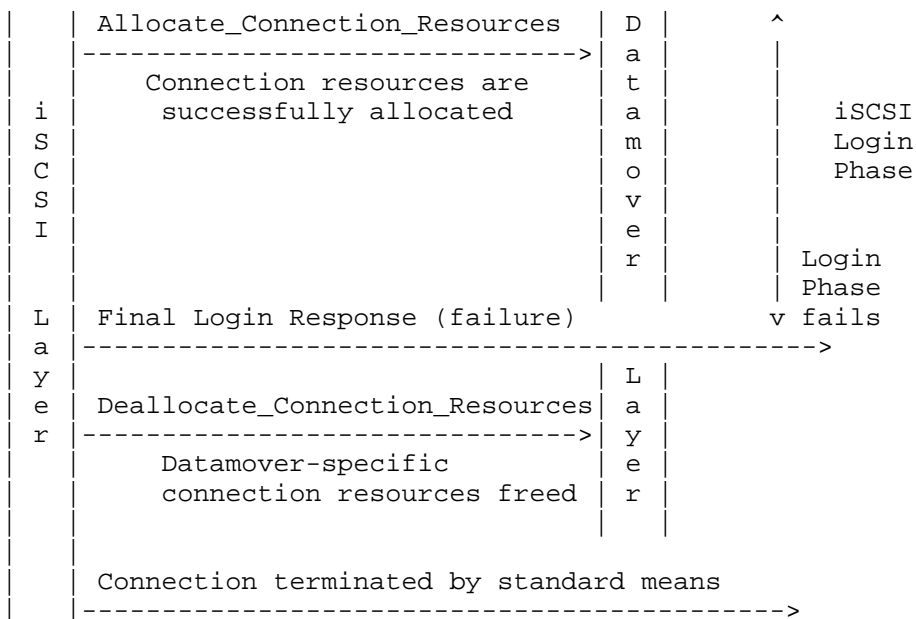 |    | Allocate_Connection_Resources  | D |      ^
|    |------------------------------->| a |      |
|    |    Connection resources are    | t |      |
| i  |     successfully allocated     | a |      |   iSCSI
| S  |                                | m |      |   Login
| C  |                                | o |      |   Phase
| S  |                                | v |      |
| I  |                                | e |      |
|    |                                | r |      | Login
|    |                                |   |      | Phase
| L  | Final Login Response (failure)             v fails
| a  |---------------------------------------------->
| y  |                                | L |
| e  | Deallocate_Connection_Resources| a |
| r  |------------------------------->| y |
|    |     Datamover-specific         | e |
|    |     connection resources freed | r |
|    |                                |   |
|    |
|    | Connection terminated by standard means
|    |-------------------------------------------->